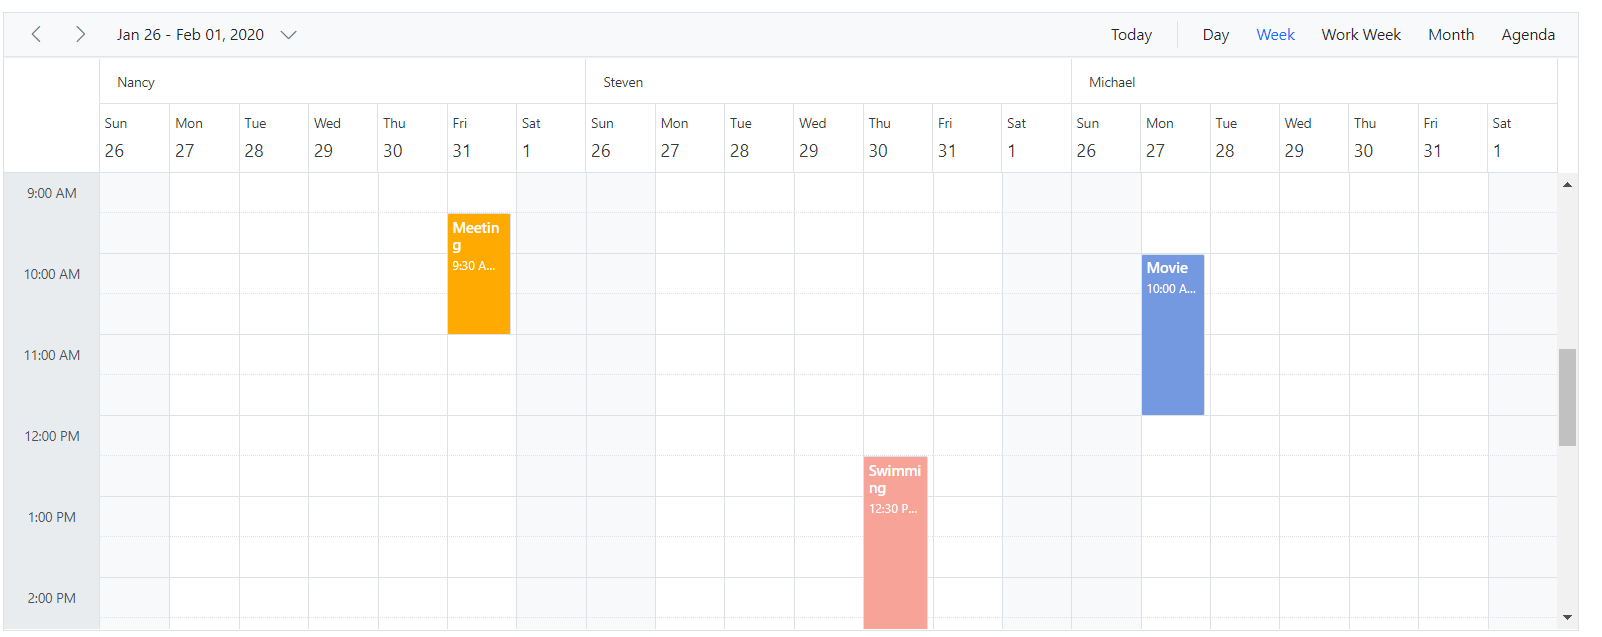 Jan 26 - Feb 01, 2020 Today Day Week Work Week Month Agenda
Nancy Steven Michael
Sun Mon Tue Wed Thu Fri Sat Sun Mon Tue Wed Thu Fri Sat Sun Mon Tue Wed Thu Fri Sat
26 27 28 29 30 31 1 26 27 28 29 30 31 1 26 27 28 29 30 31 1
9:00 AM
Meetin
g
9:30 A...
10:00 AM
Movie
10:00 A...
11:00 AM
12:00 PM
Swimmi
ng
12:30 P...
1:00 PM
2:00 PM